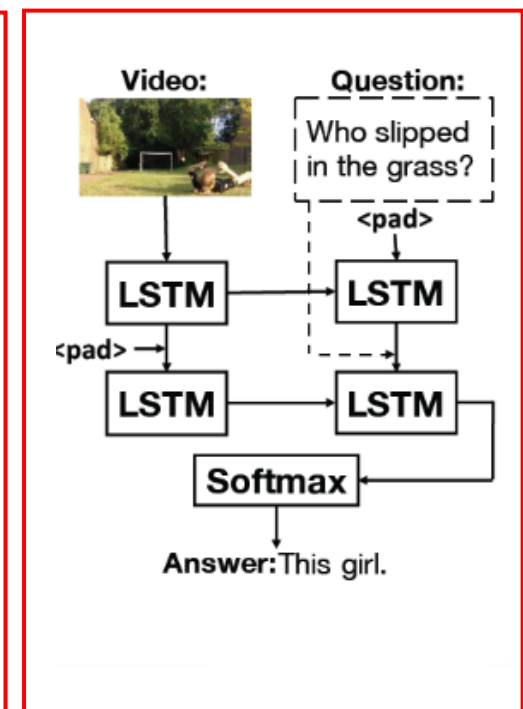 Video:
Question:
Who slipped
in the grass?
<pad>
LSTM
LSTM
<pad>
LSTM
LSTM
Softmax
Answer:This girl.